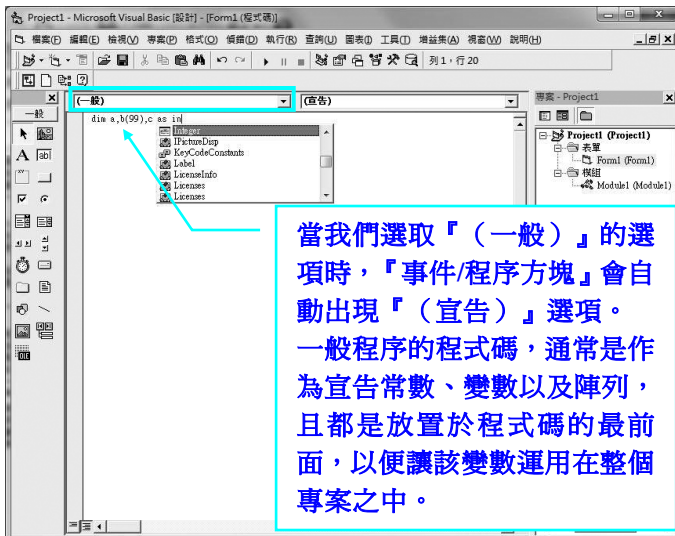 Project1 - Microsoft Visual Basic [設計] - [Form1 (程式碼)]
檔案(F) 編輯(E) 檢視(V) 專案(P) 格式(O) 偵錯(D) 執行(R) 查詢(U) 圖表(I) 工具(T) 增益集(A) 視窗(W) 說明(H)
列 1，行 20
一般
(一般) (宣告)
專案 - Project1
dim a,b(99),c as in
Integer
IPictureDisp
KeyCodeConstants
Label
LicenseInfo
Licenses
Licenses
Project1 (Project1)
表單
Form1 (Form1)
模組
Module1 (Module1)
當我們選取『（一般）』的選
項時，『事件/程序方塊』會自
動出現『（宣告）』選項。
一般程序的程式碼，通常是作
為宣告常數、變數以及陣列，
且都是放置於程式碼的最前
面，以便讓該變數運用在整個
專案之中。